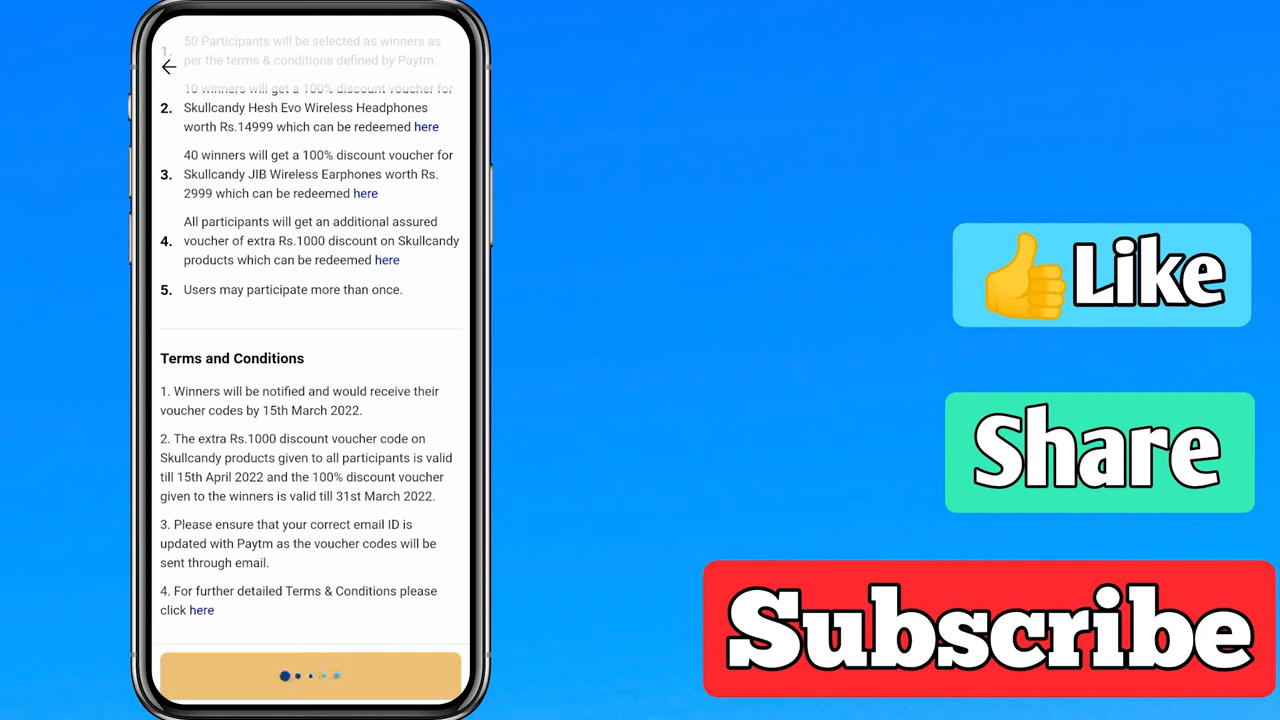 50 Participants will be selected as winners as
1.
per the terms & conditions defined by Paytm.
10 winners will get a 100% discount voucher for
2. Skullcandy Hesh Evo Wireless Headphones
worth Rs.14999 which can be redeemed here
40 winners will get a 100% discount voucher for
3. Skullcandy JIB Wireless Earphones worth Rs.
2999 which can be redeemed here
All participants will get an additional assured
4. voucher of extra Rs.1000 discount on Skullcandy
products which can be redeemed here
5. Users may participate more than once.
Terms and Conditions
1. Winners will be notified and would receive their
voucher codes by 15th March 2022.
2. The extra Rs.1000 discount voucher code on
Skullcandy products given to all participants is valid
till 15th April 2022 and the 100% discount voucher
given to the winners is valid till 31st March 2022.
3. Please ensure that your correct email ID is
updated with Paytm as the voucher codes will be
sent through email.
4. For further detailed Terms & Conditions please
click here
Like
Share
Subscribe